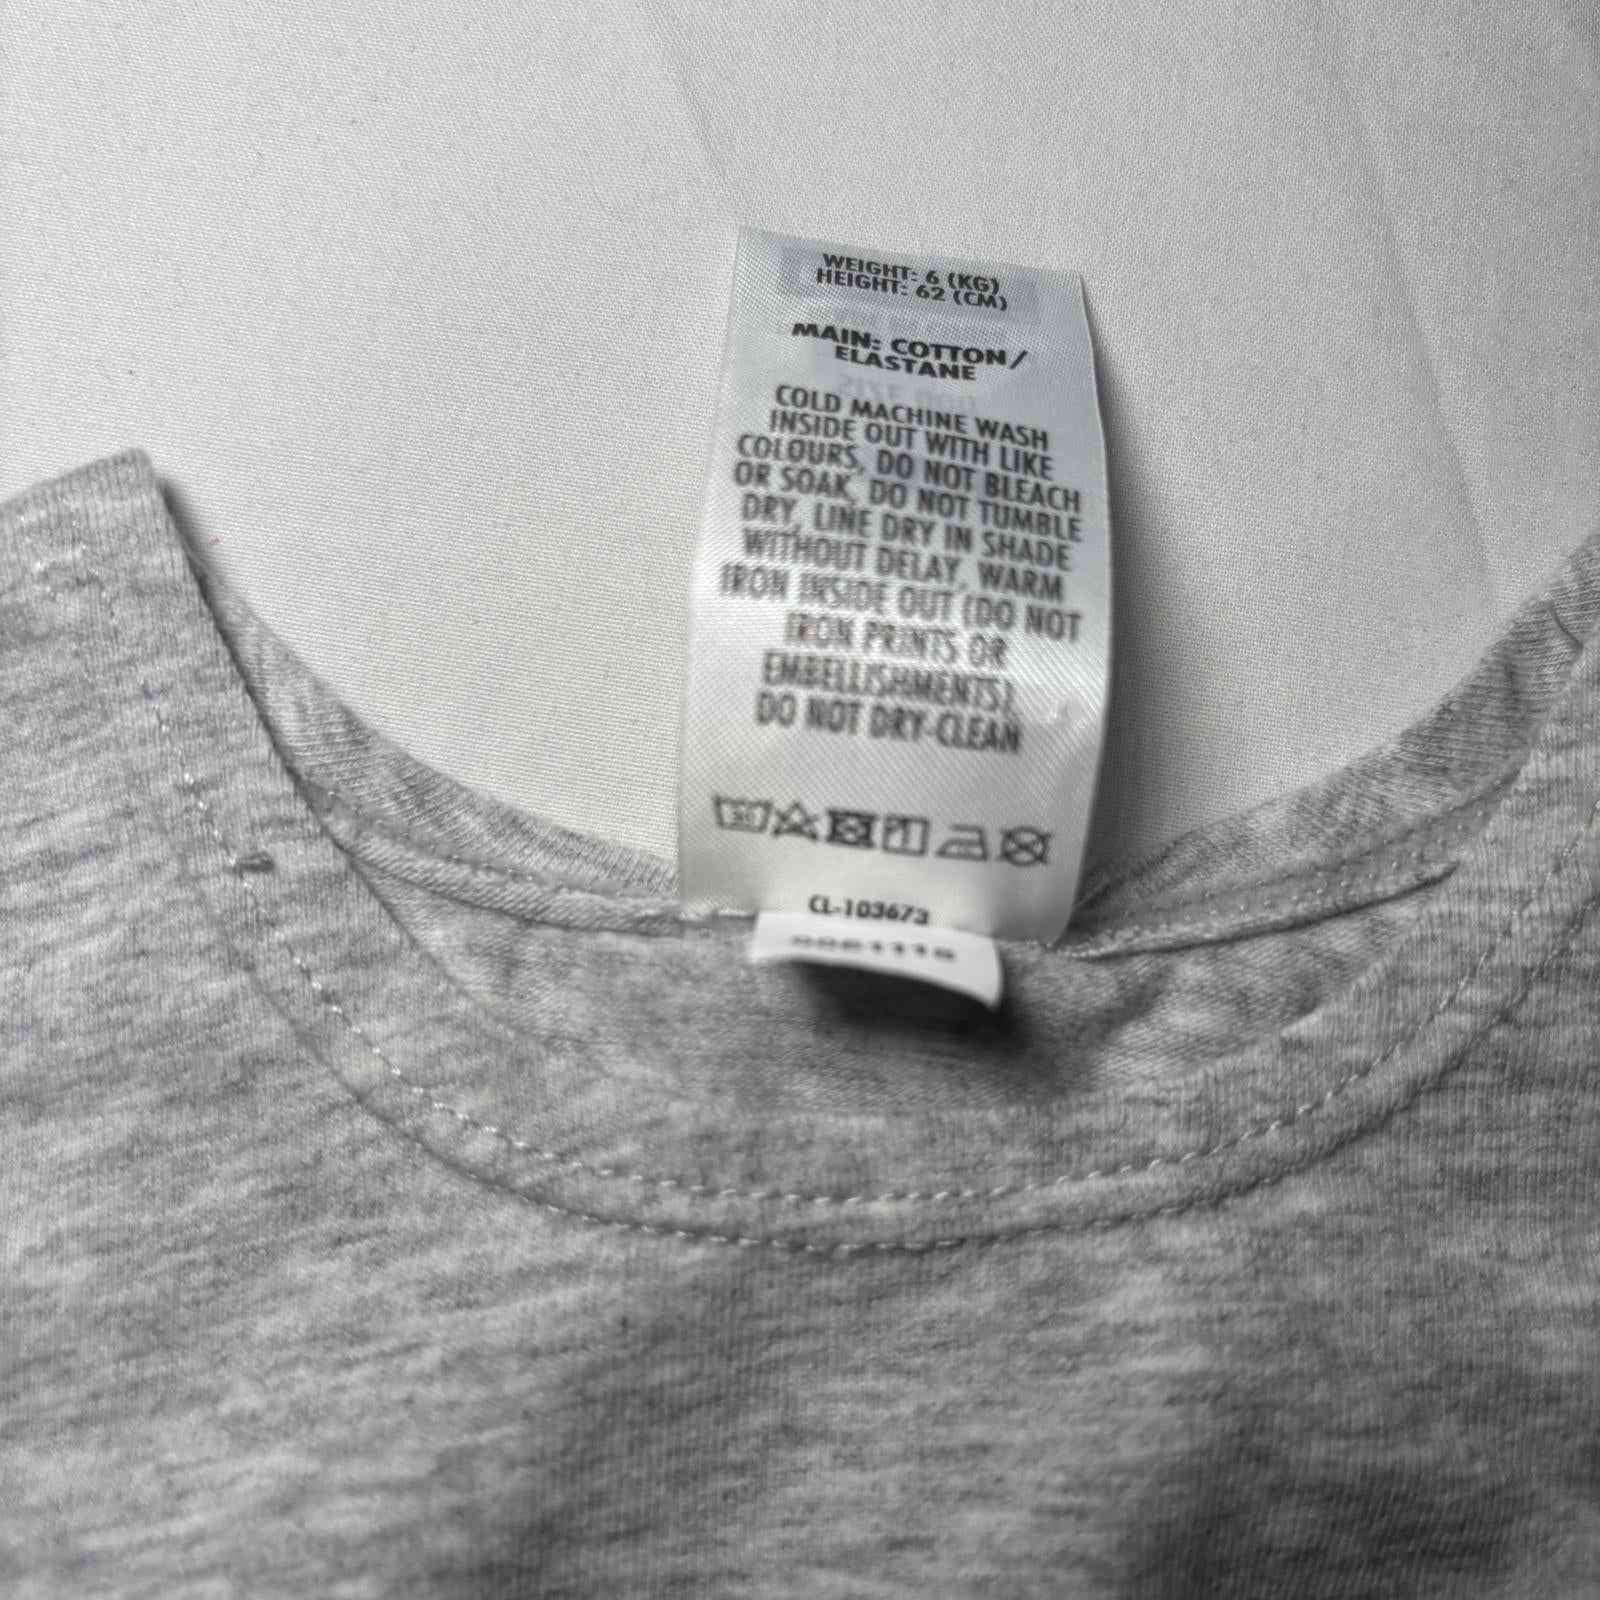 WEIGHT: 6 (KG)
HEIGHT: 62 (CM)
MAIN: COTTON/
ELASTANE
COLD MACHINE WASH
INSIDE OUT WITH LIKE
COLOURS, DO NOT BLEACH
OR SOAK, DO NOT TUMBLE
DRY, LINE DRY IN SHADE
WITHOUT DELAY, WARM
IRON INSIDE OUT (DO NOT
IRON PRINTS OR
EMBELLISHMENTS)
DO NOT DRY-CLEAN
CL-103673